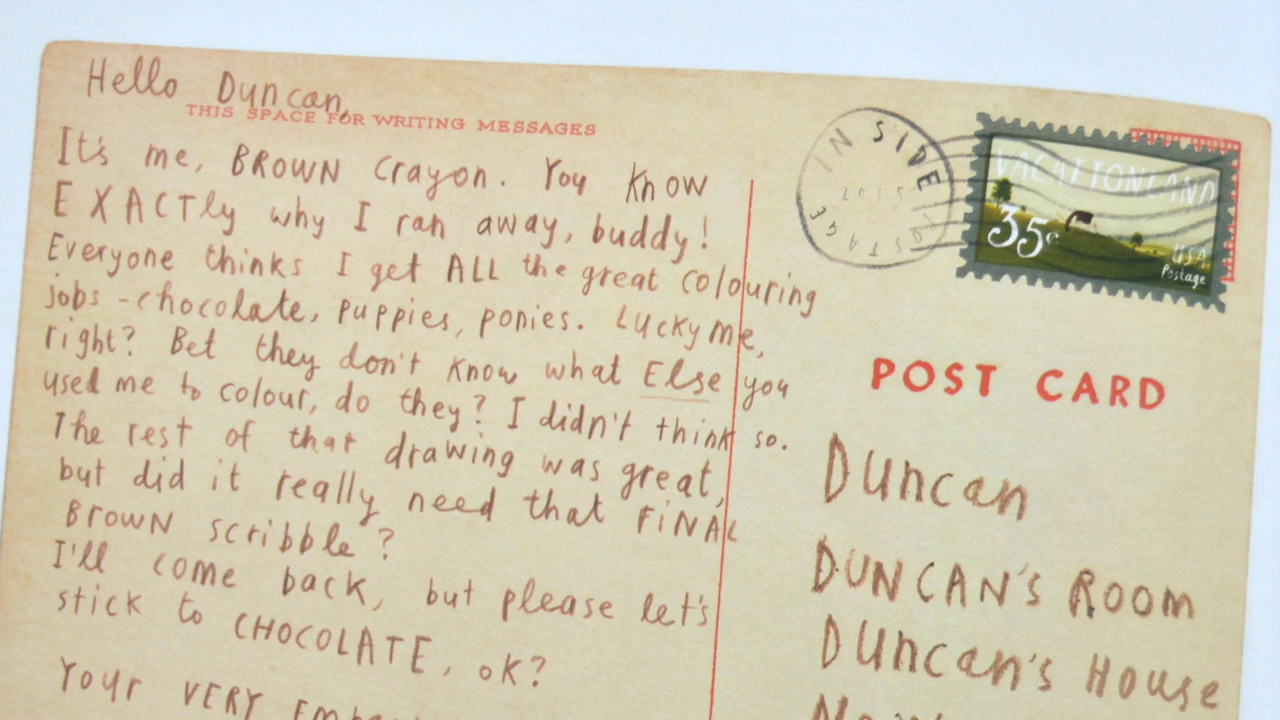 Hello Duncan,
THIS SPACE FOR WRITING MESSAGES
It's me, BROWN crayon. You know
EXACTly why I ran away, buddy!
Everyone thinks I get ALL the great colouring
jobs - chocolate, puppies, ponies. Lucky me,
right? Bet they don't know what Else you
used me to colour, do they? I didn't think so.
The rest of that drawing was great,
but did it really need that FiNAL
BROWN scribble?
I'll come back, but please let's
stick to CHOCOLATE, oK?
Your VERY
IN SIDE
2015
POSTAGE
VACATIONLAND
35c
USA
Postage
POST CARD
Duncan
DUNCAN'S ROOM
Duncan's House